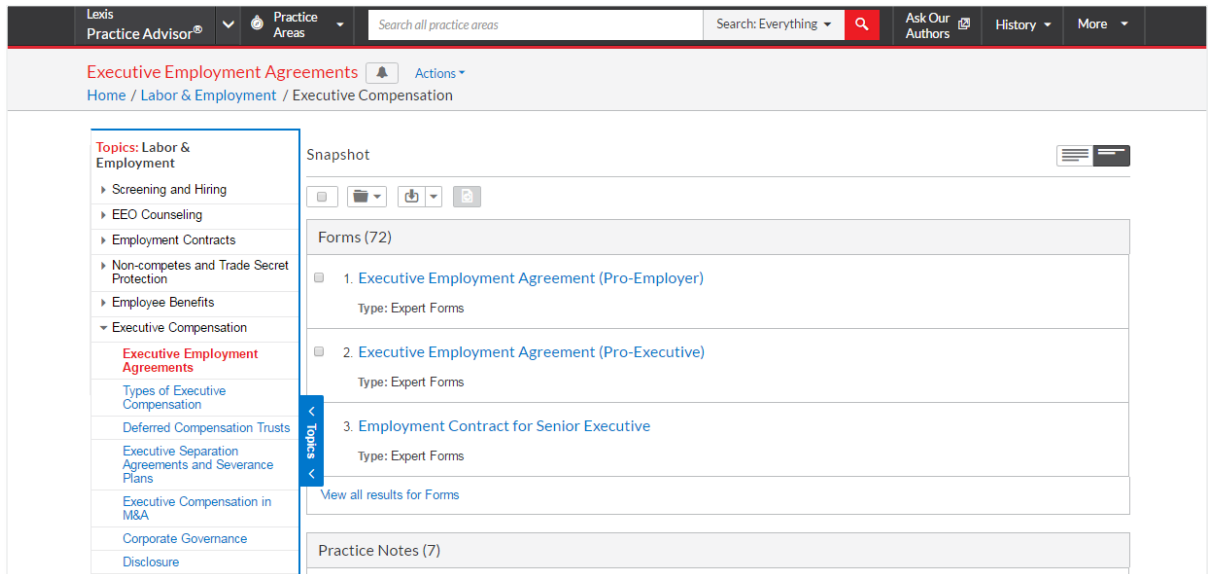 Lexis
Practice Advisor®
Practice
Areas
Search all practice areas
Search: Everything
Ask Our
Authors
History
More
Executive Employment Agreements
Actions
Home / Labor & Employment / Executive Compensation
Topics: Labor &
Employment
Screening and Hiring
EEO Counseling
Employment Contracts
Non-competes and Trade Secret
Protection
Employee Benefits
Executive Compensation
Executive Employment
Agreements
Types of Executive
Compensation
Deferred Compensation Trusts
Executive Separation
Agreements and Severance
Plans
Executive Compensation in
M&A
Corporate Governance
Disclosure
Topics
Snapshot
Forms (72)
1. Executive Employment Agreement (Pro-Employer)
Type: Expert Forms
2. Executive Employment Agreement (Pro-Executive)
Type: Expert Forms
3. Employment Contract for Senior Executive
Type: Expert Forms
View all results for Forms
Practice Notes (7)